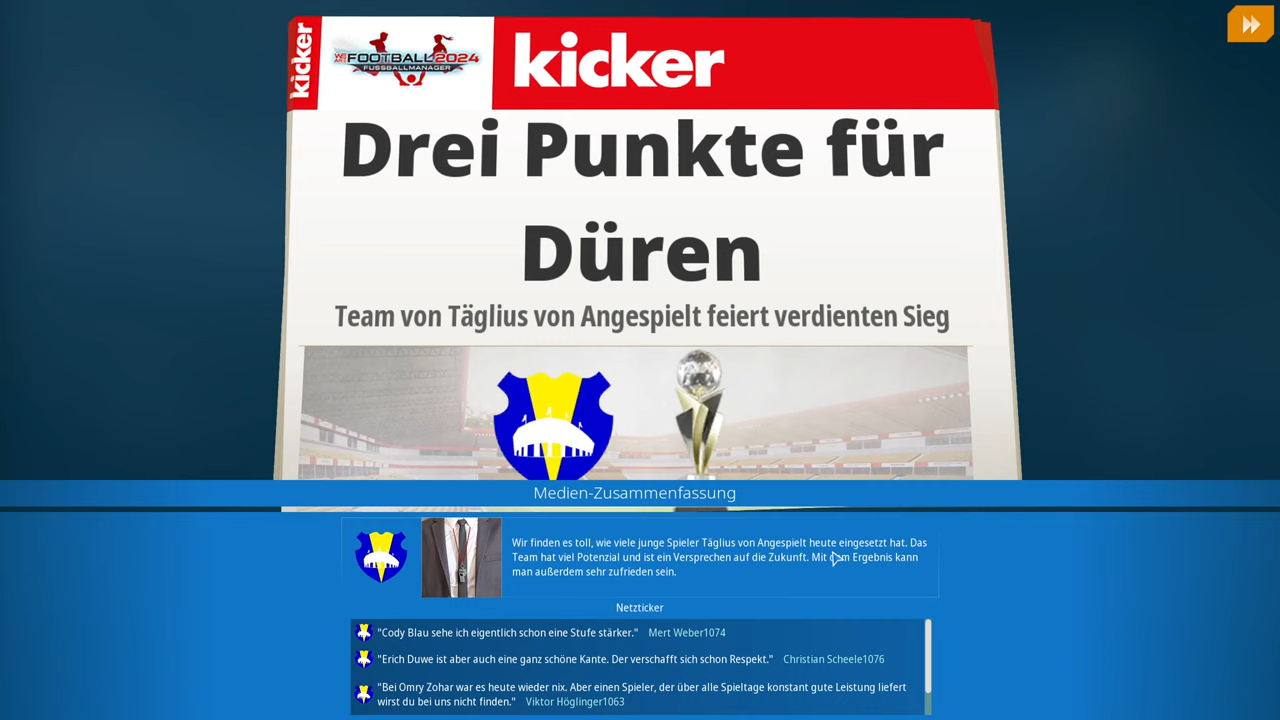 kicker
WE ARE FOOTBALL 2024
FUSSBALLMANAGER
kicker
Drei Punkte für
Düren
Team von Täglius von Angespielt feiert verdienten Sieg
Medien-Zusammenfassung
Wir finden es toll, wie viele junge Spieler Täglius von Angespielt heute eingesetzt hat. Das
Team hat viel Potenzial und ist ein Versprechen auf die Zukunft. Mit dem Ergebnis kann
man außerdem sehr zufrieden sein.
Netzticker
"Cody Blau sehe ich eigentlich schon eine Stufe stärker." Mert Weber1074
"Erich Duwe ist aber auch eine ganz schöne Kante. Der verschafft sich schon Respekt." Christian Scheele1076
"Bei Omry Zohar war es heute wieder nix. Aber einen Spieler, der über alle Spieltage konstant gute Leistung liefert
wirst du bei uns nicht finden." Viktor Höglinger1063